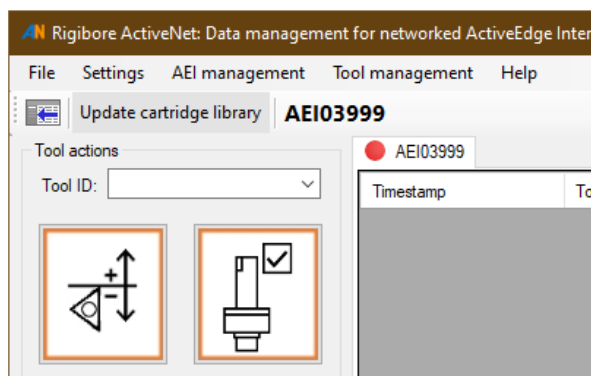 AN Rigibore ActiveNet: Data management for networked ActiveEdge Inter
File Settings AEI management Tool management Help
Update cartridge library AEI03999
Tool actions
Tool ID:
AEI03999
Timestamp To